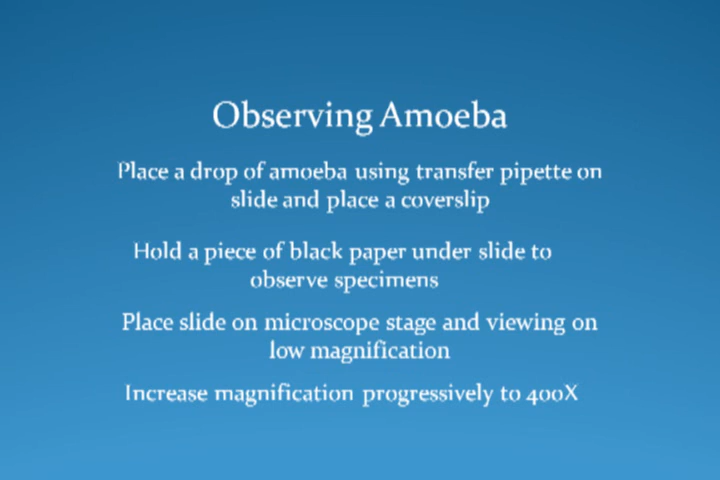 Observing Amoeba
Place a drop of amoeba using transfer pipette on
slide and place a coverslip
Hold a piece of black paper under slide to
observe specimens
Place slide on microscope stage and viewing on
low magnification
Increase magnification progressively to 400X